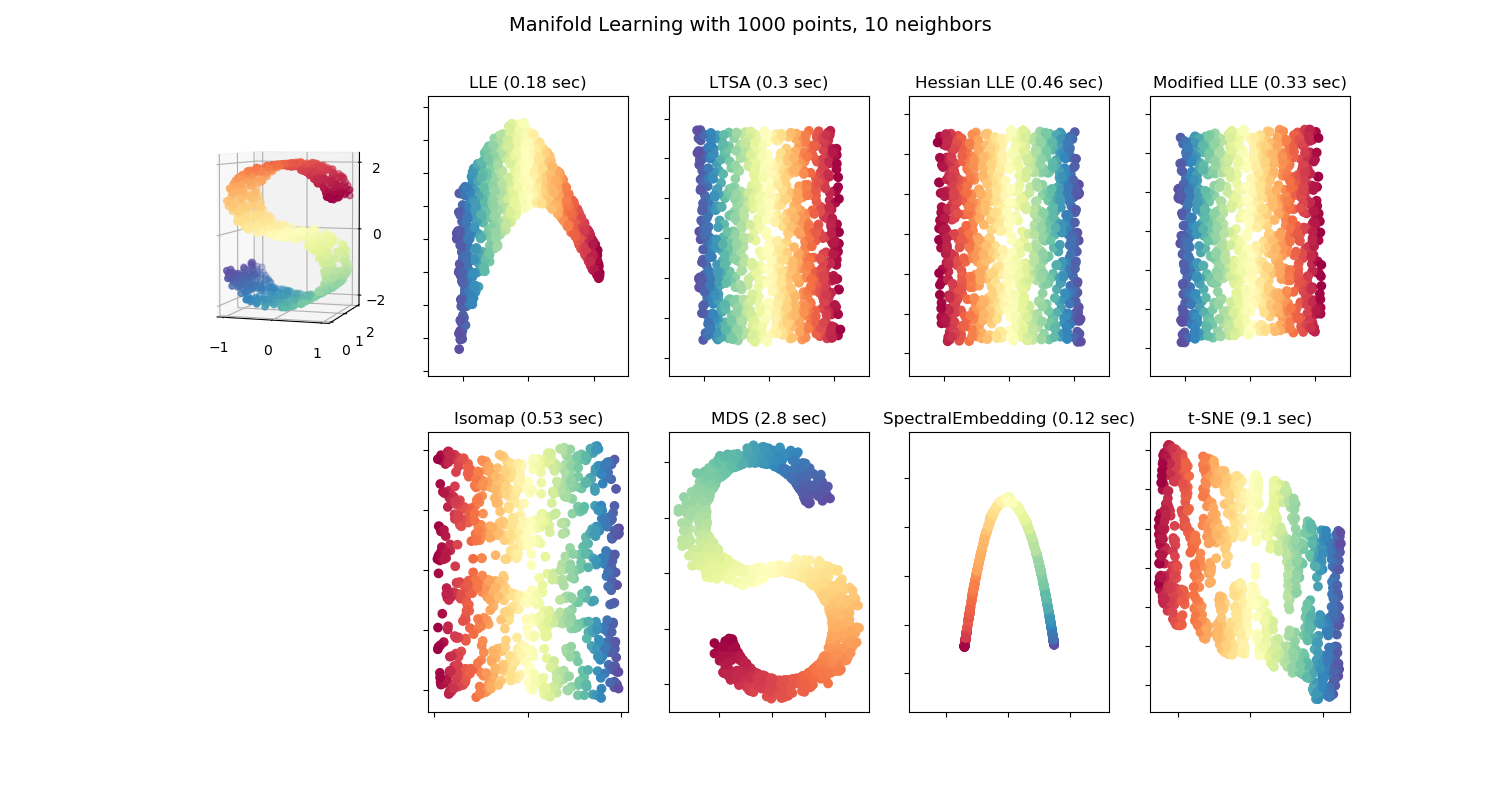 Manifold Learning with 1000 points, 10 neighbors
LLE (0.18 sec)
LTSA (0.3 sec)
Hessian LLE (0.46 sec)
Modified LLE (0.33 sec)
2
0
−2
−1
0
1
0
1
2
Isomap (0.53 sec)
MDS (2.8 sec)
SpectralEmbedding (0.12 sec)
t-SNE (9.1 sec)